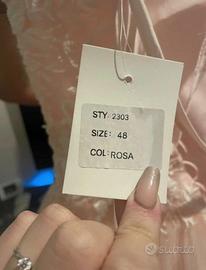 STY: 2303
SIZE: 48
COL: ROSA
subito